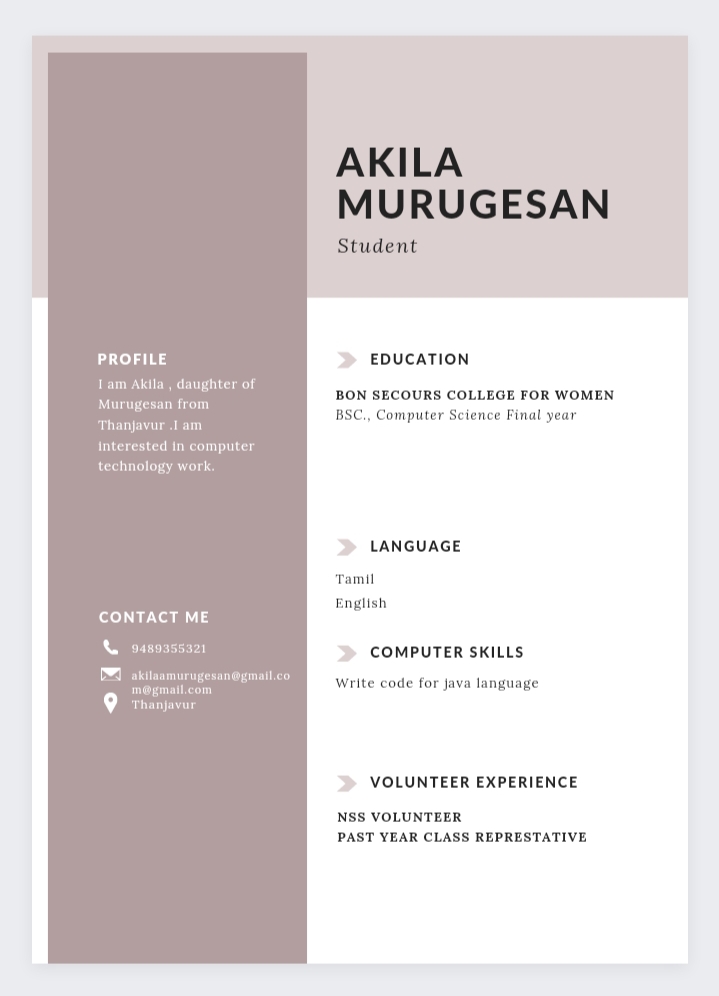 AKILA
MURUGESAN
Student
PROFILE
I am Akila , daughter of
Murugesan from
Thanjavur .I am
interested in computer
technology work.
CONTACT ME
9489355321
akilaamurugesan@gmail.co
m@gmail.com
Thanjavur
EDUCATION
BON SECOURS COLLEGE FOR WOMEN
BSC., Computer Science Final year
LANGUAGE
Tamil
English
COMPUTER SKILLS
Write code for java language
VOLUNTEER EXPERIENCE
NSS VOLUNTEER
PAST YEAR CLASS REPRESTATIVE